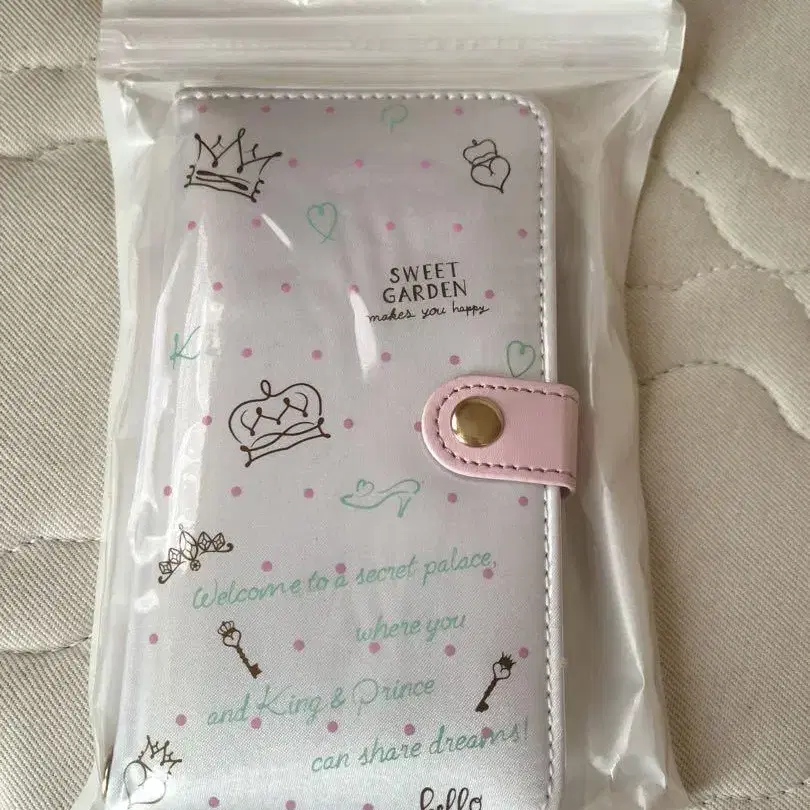 P
SWEET
GARDEN
makes you happy
K
Welcome to a secret palace,
where you
and King & Prince
can share dreams!
hello